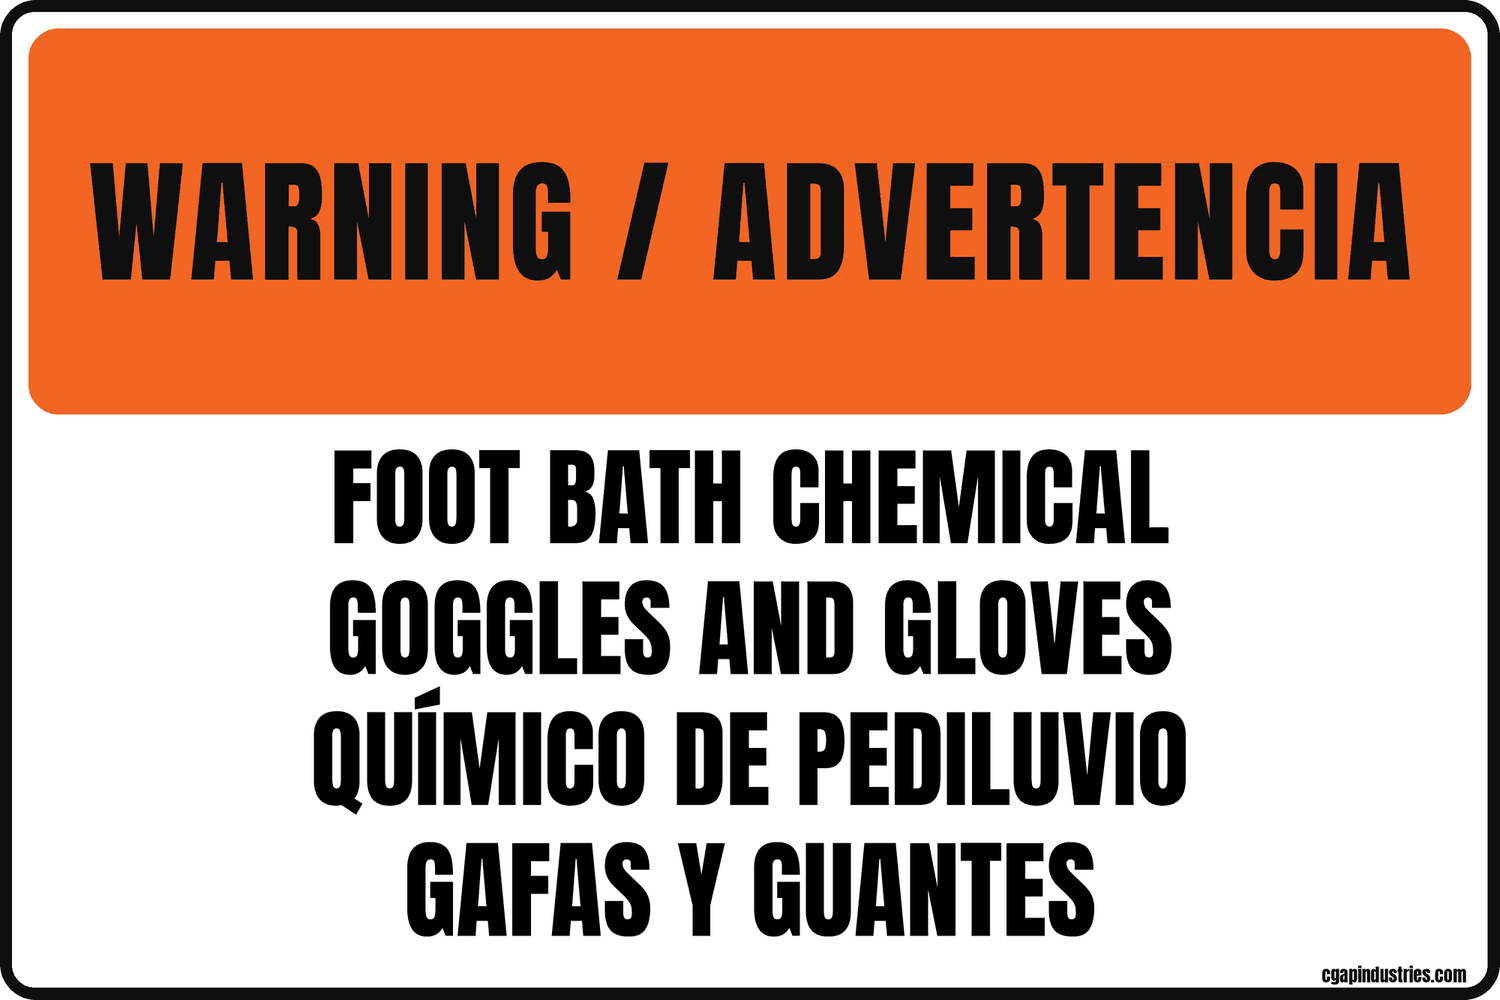 WARNING / ADVERTENCIA
FOOT BATH CHEMICAL
GOGGLES AND GLOVES
QUÍMICO DE PEDILUVIO
GAFAS Y GUANTES
cgapindustries.com